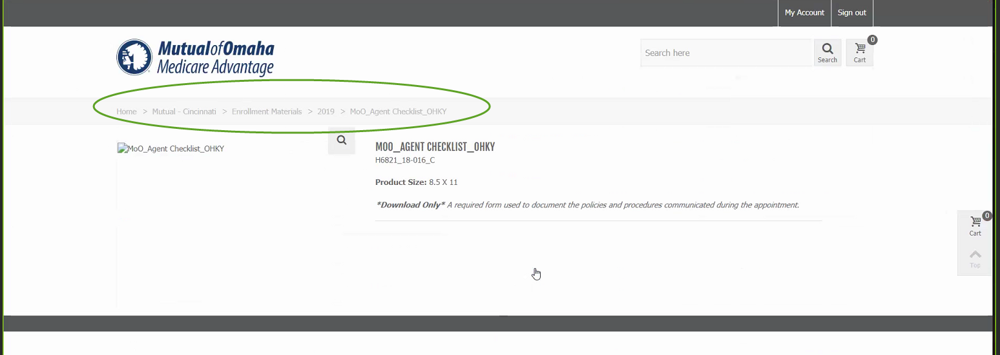 My Account Sign out
MutualofOmaha
Medicare Advantage
Search here
Search
0
Cart
Home > Mutual - Cincinnati > Enrollment Materials > 2019 > MoO_Agent Checklist_OHKY
MoO_Agent Checklist_OHKY
MOO_AGENT CHECKLIST_OHKY
H6821_18-016_C
Product Size: 8.5 X 11
*Download Only* A required form used to document the policies and procedures communicated during the appointment.
0
Cart
Top